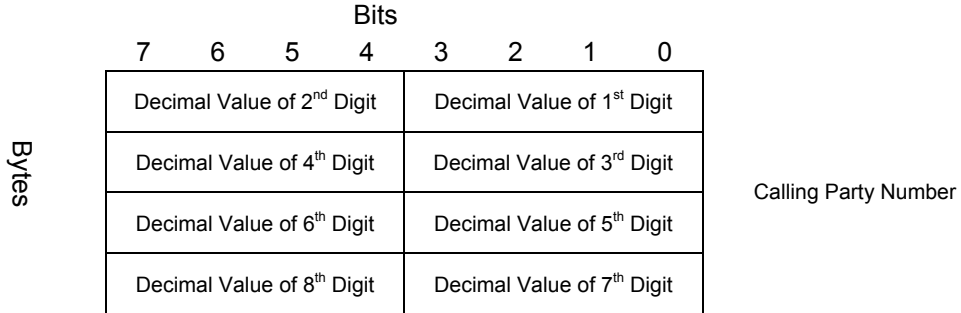 Bits
7 6 5 4 3 2 1 0
Decimal Value of 2nd Digit Decimal Value of 1st Digit
Decimal Value of 4th Digit Decimal Value of 3rd Digit
Bytes
Calling Party Number
Decimal Value of 6th Digit Decimal Value of 5th Digit
Decimal Value of 8th Digit Decimal Value of 7th Digit